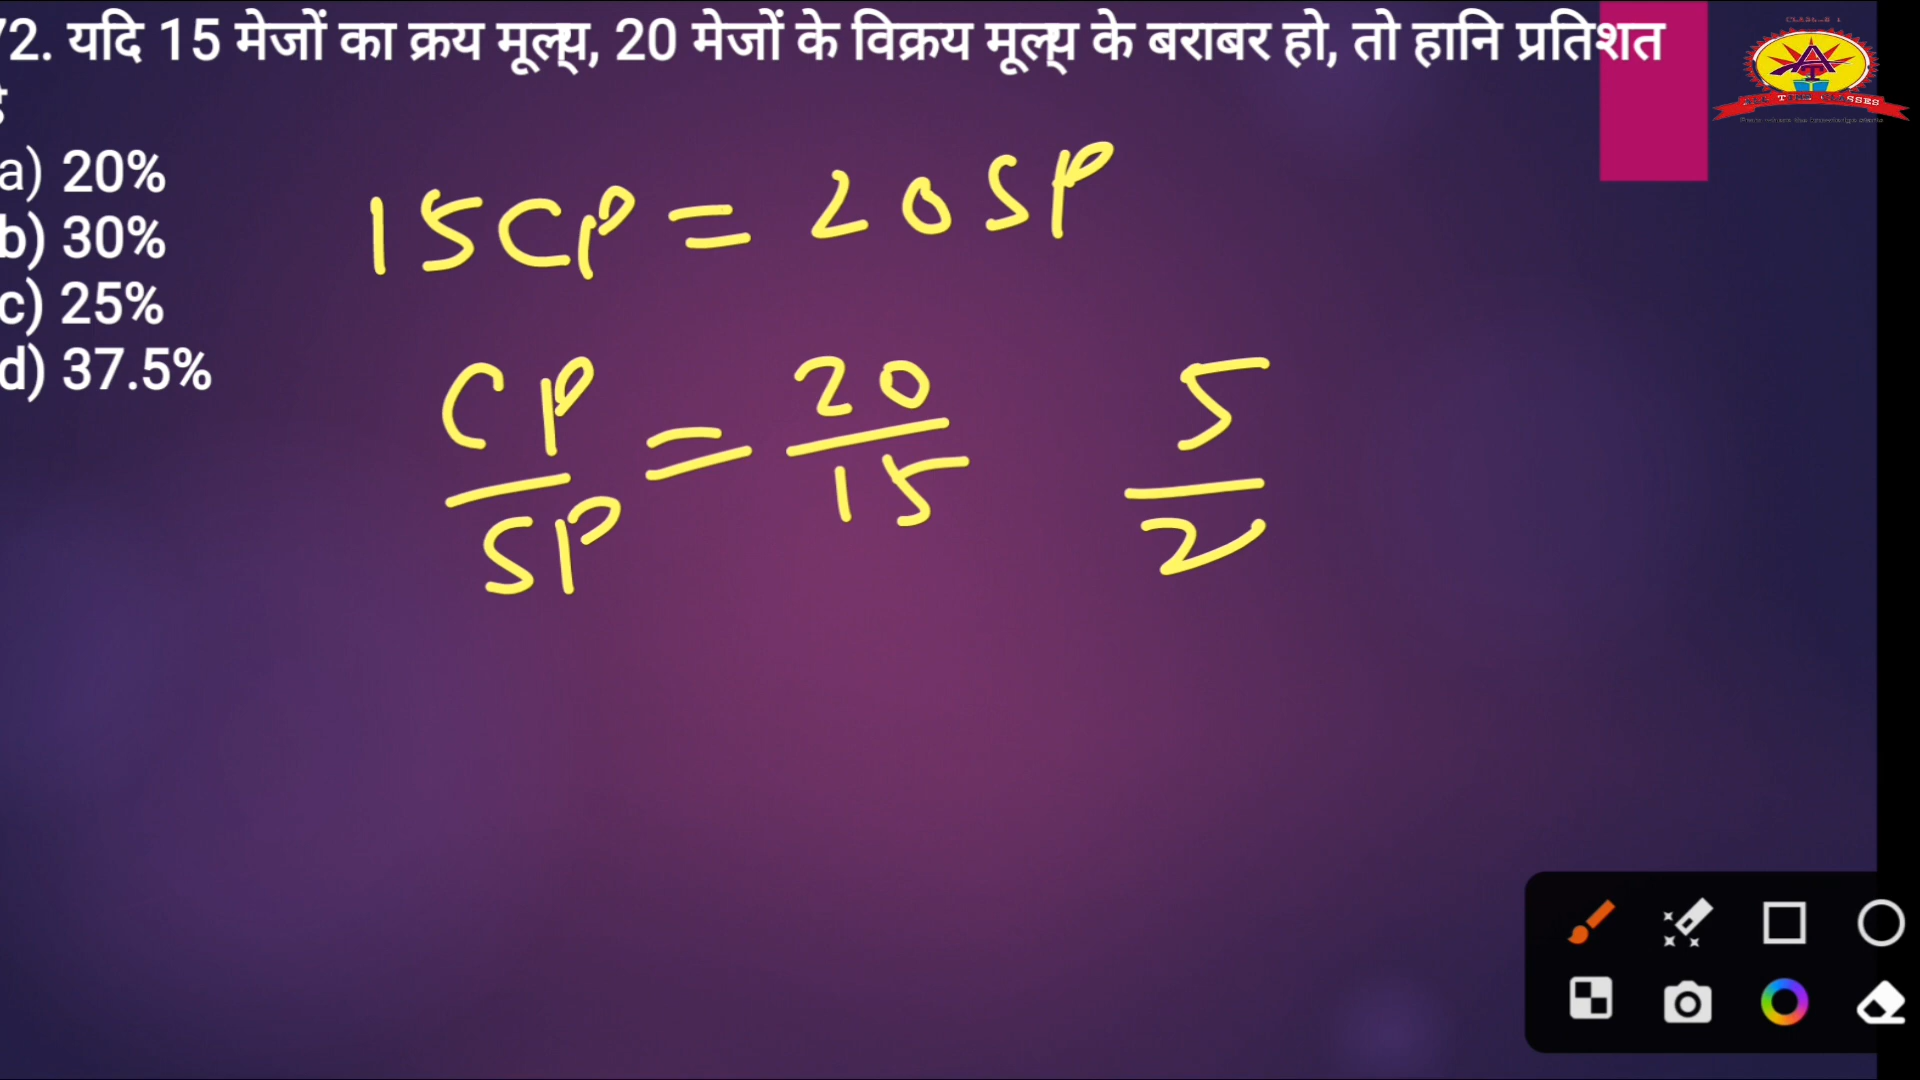 72. यदि 15 मेजों का क्रय मूल्य, 20 मेजों के विक्रय मूल्य के बराबर हो, तो हानि प्रतिशत
है
a) 20%
b) 30%
c) 25%
d) 37.5%
15CP = 20SP
CP/SP = 20/15
5/2